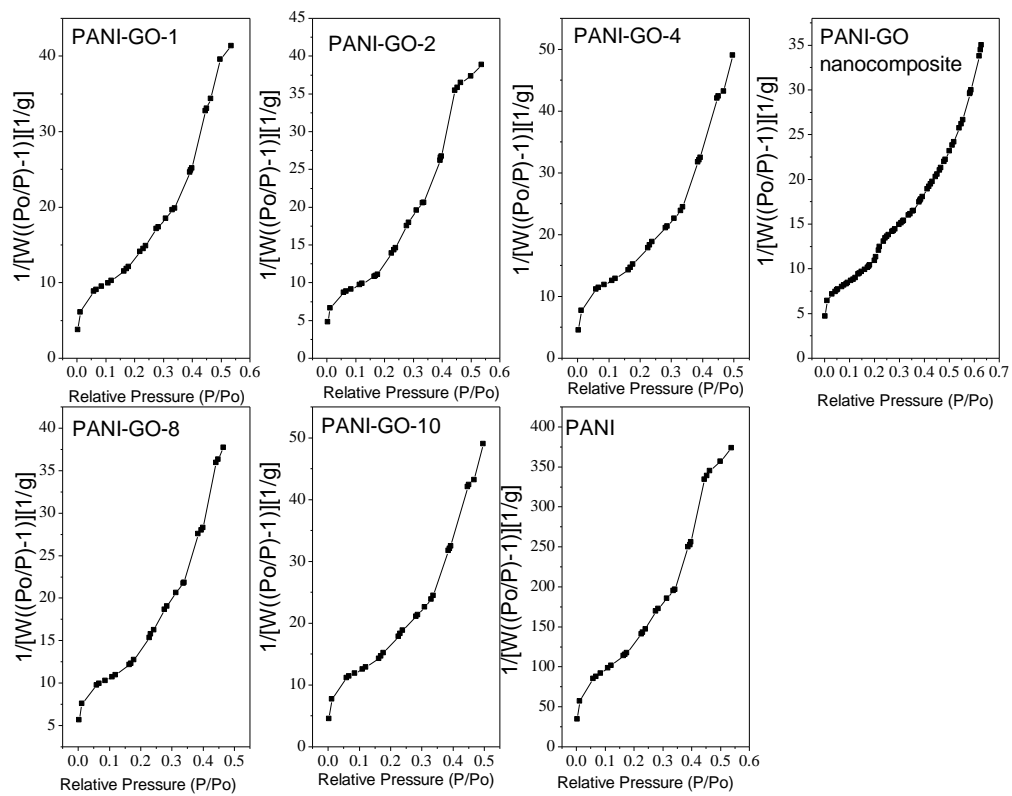 PANI-GO-1
1/[W((Po/P)-1)][1/g]
40
30
20
10
0
0.0 0.1 0.2 0.3 0.4 0.5 0.6
Relative Pressure (P/Po)
PANI-GO-2
1/[W((Po/P)-1)][1/g]
45
40
35
30
25
20
15
10
5
0
0.0 0.1 0.2 0.3 0.4 0.5 0.6
Relative Pressure (P/Po)
PANI-GO-4
1/[W((Po/P)-1)][1/g]
50
40
30
20
10
0
0.0 0.1 0.2 0.3 0.4 0.5
Relative Pressure (P/Po)
PANI-GO
nanocomposite
1/[W((Po/P)-1)][1/g]
35
30
25
20
15
10
5
0.0 0.1 0.2 0.3 0.4 0.5 0.6 0.7
Relative Pressure (P/Po)
PANI-GO-8
1/[W((Po/P)-1)][1/g]
40
35
30
25
20
15
10
5
0.0 0.1 0.2 0.3 0.4 0.5
Relative Pressure (P/Po)
PANI-GO-10
1/[W((Po/P)-1)][1/g]
50
40
30
20
10
0
0.0 0.1 0.2 0.3 0.4 0.5
Relative Pressure (P/Po)
PANI
1/[W((Po/P)-1)][1/g]
400
350
300
250
200
150
100
50
0
0.0 0.1 0.2 0.3 0.4 0.5 0.6
Relative Pressure (P/Po)